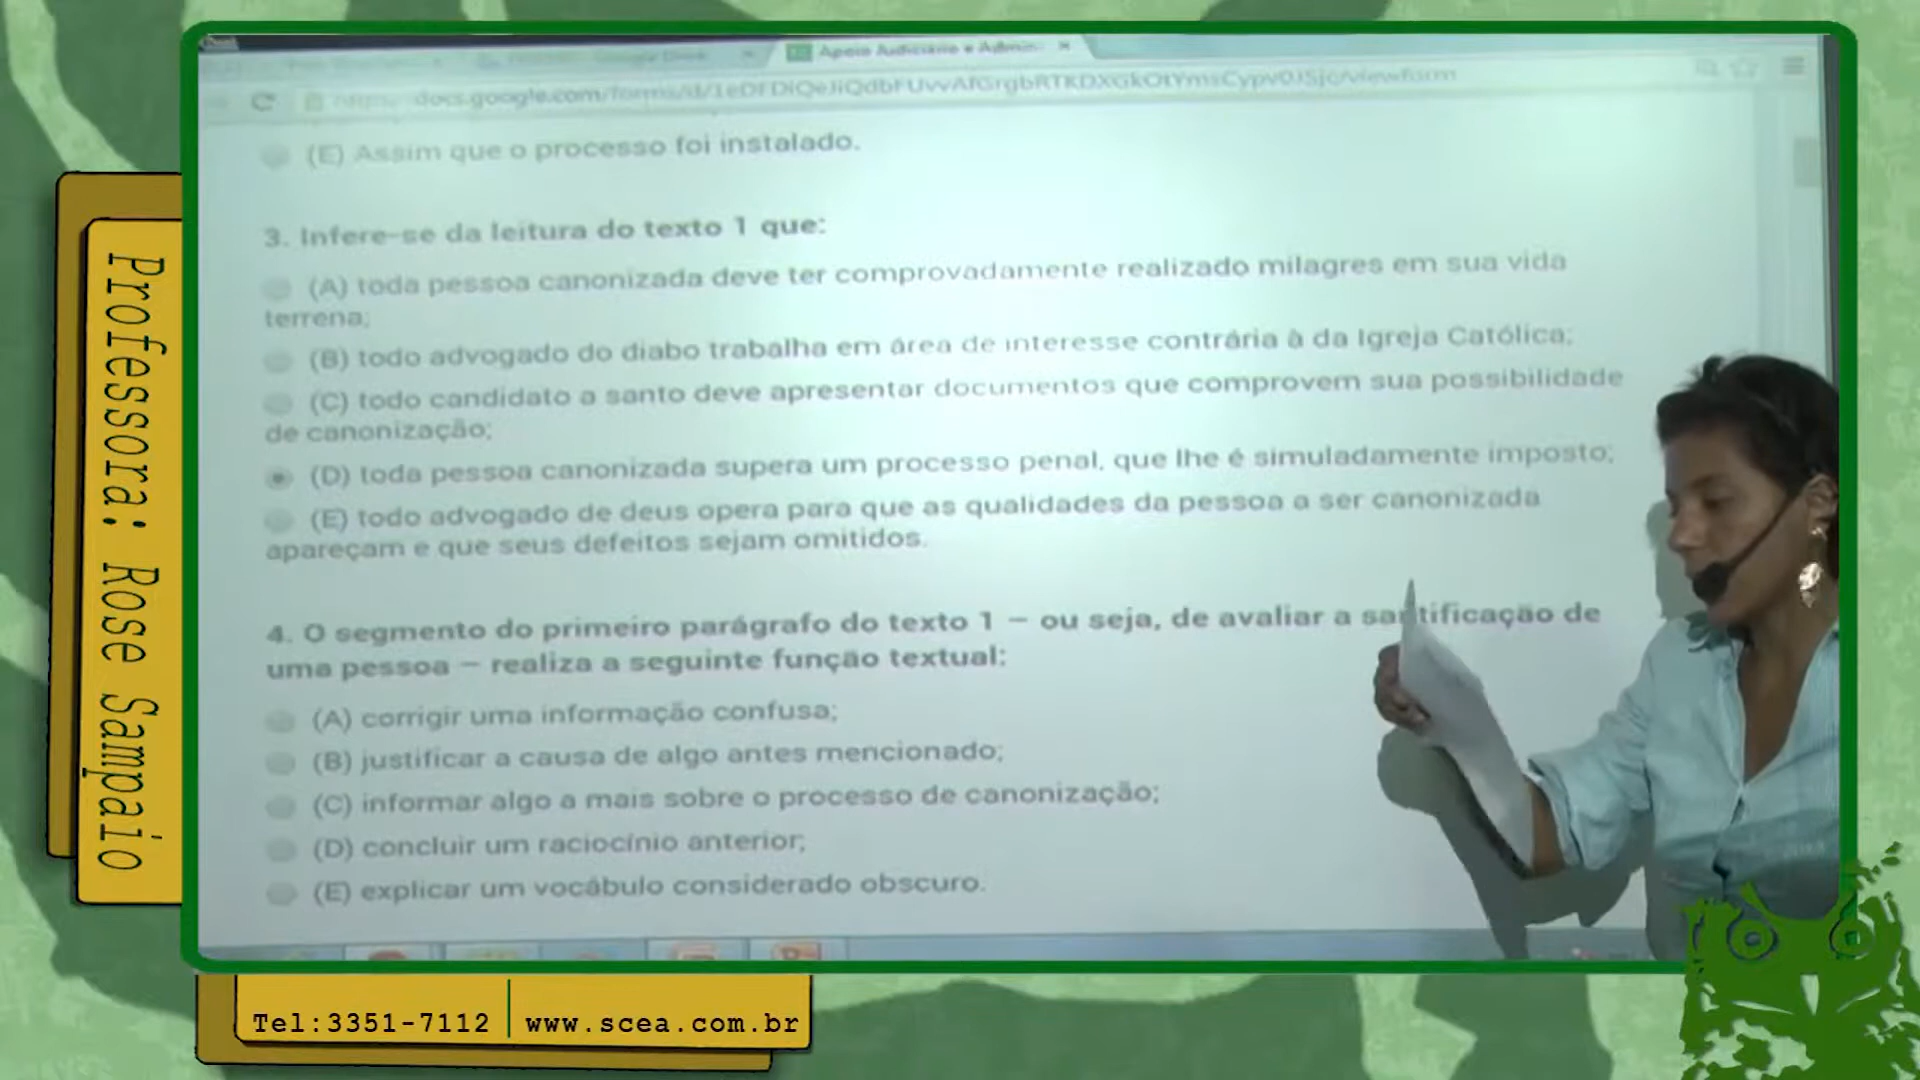 Apoio Judiciário e Admin
(E) Assim que o processo foi instalado.
3. Infere-se da leitura do texto 1 que:
(A) toda pessoa canonizada deve ter comprovadamente realizado milagres em sua vida
terrena;
(B) todo advogado do diabo trabalha em área de interesse contrária à da Igreja Católica;
(C) todo candidato a santo deve apresentar documentos que comprovem sua possibilidade
de canonização;
(D) toda pessoa canonizada supera um processo penal, que lhe é simuladamente imposto;
(E) todo advogado de deus opera para que as qualidades da pessoa a ser canonizada
apareçam e que seus defeitos sejam omitidos.
4. O segmento do primeiro parágrafo do texto 1 – ou seja, de avaliar a santificação de
uma pessoa – realiza a seguinte função textual:
(A) corrigir uma informação confusa;
(B) justificar a causa de algo antes mencionado;
(C) informar algo a mais sobre o processo de canonização;
(D) concluir um raciocínio anterior;
(E) explicar um vocábulo considerado obscuro.
Professora: Rose Sampaio
Tel:3351-7112 www.scea.com.br